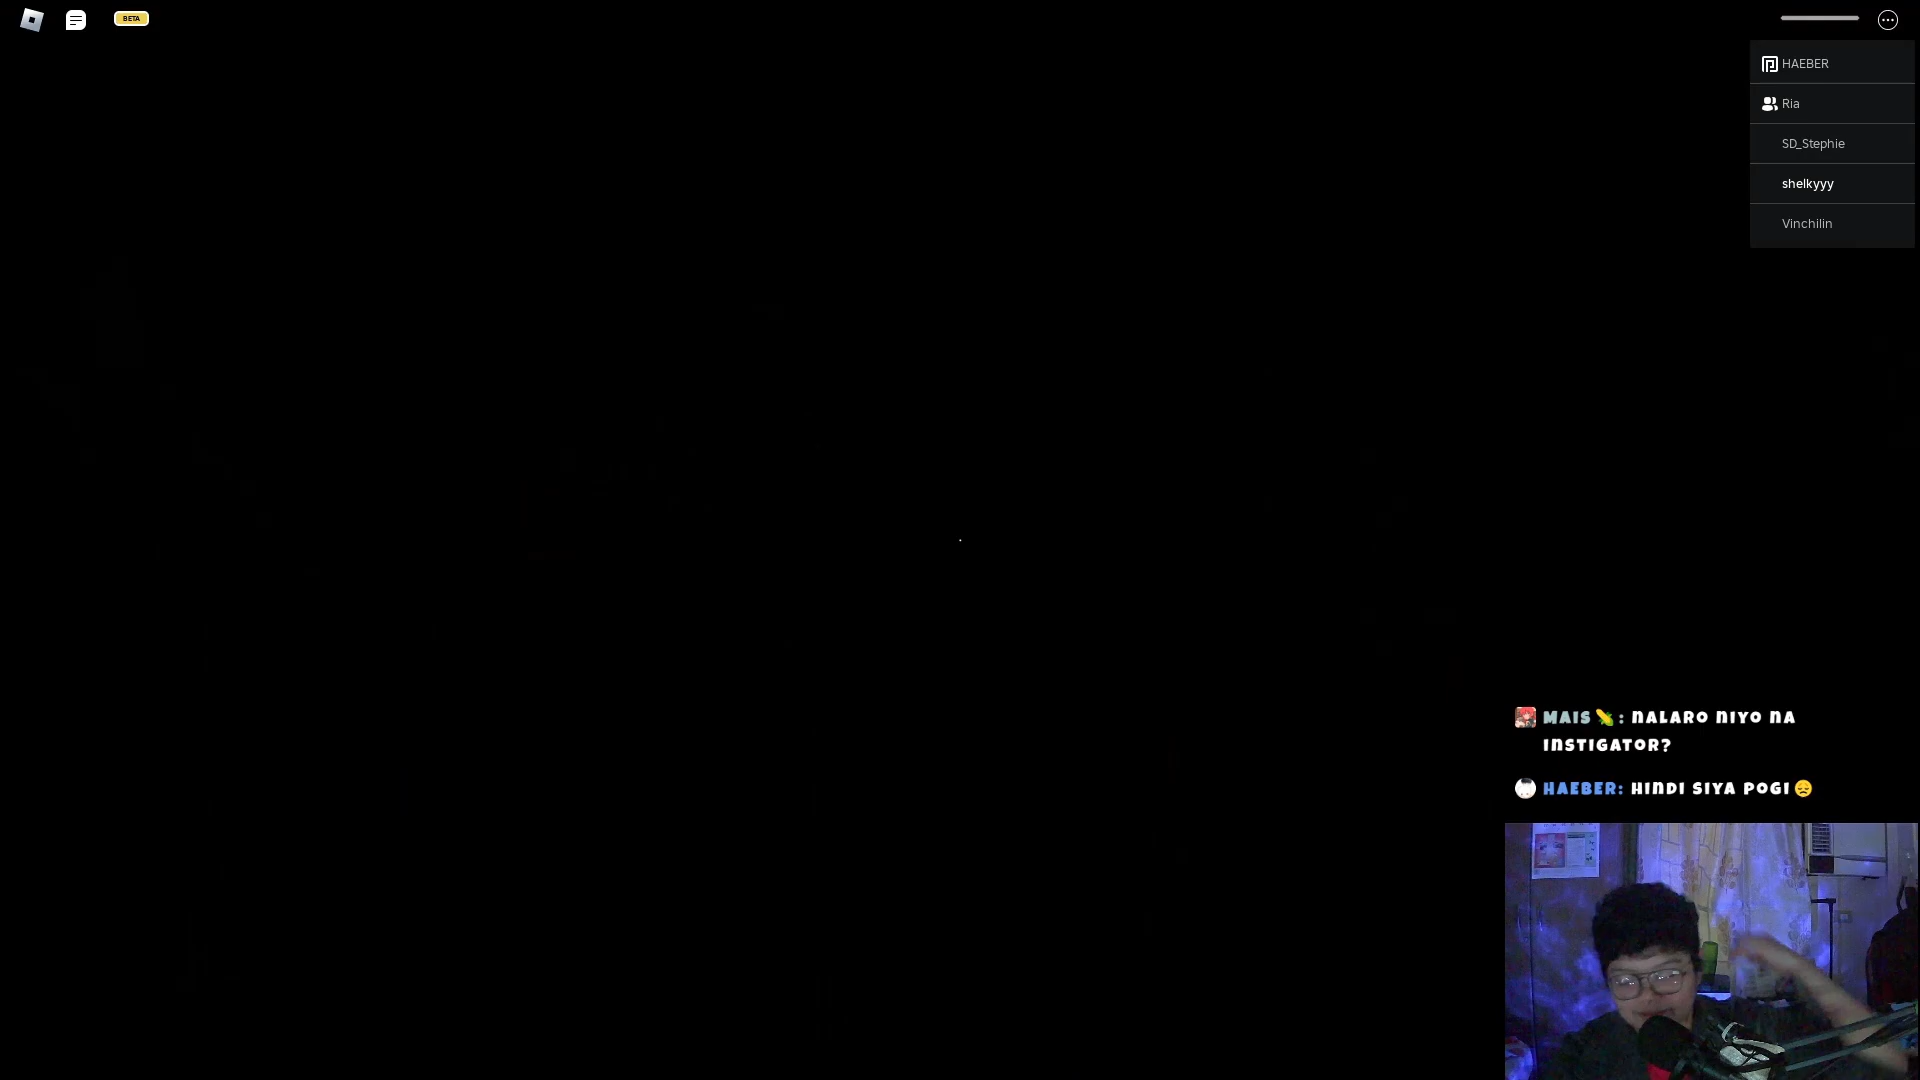 BETA
HAEBER
Ria
SD_Stephie
shelkyyy
Vinchilin
MAIS🌽: NALARO NIYO NA
INSTIGATOR?
HAEBER: HINDI SIYA POGI😞